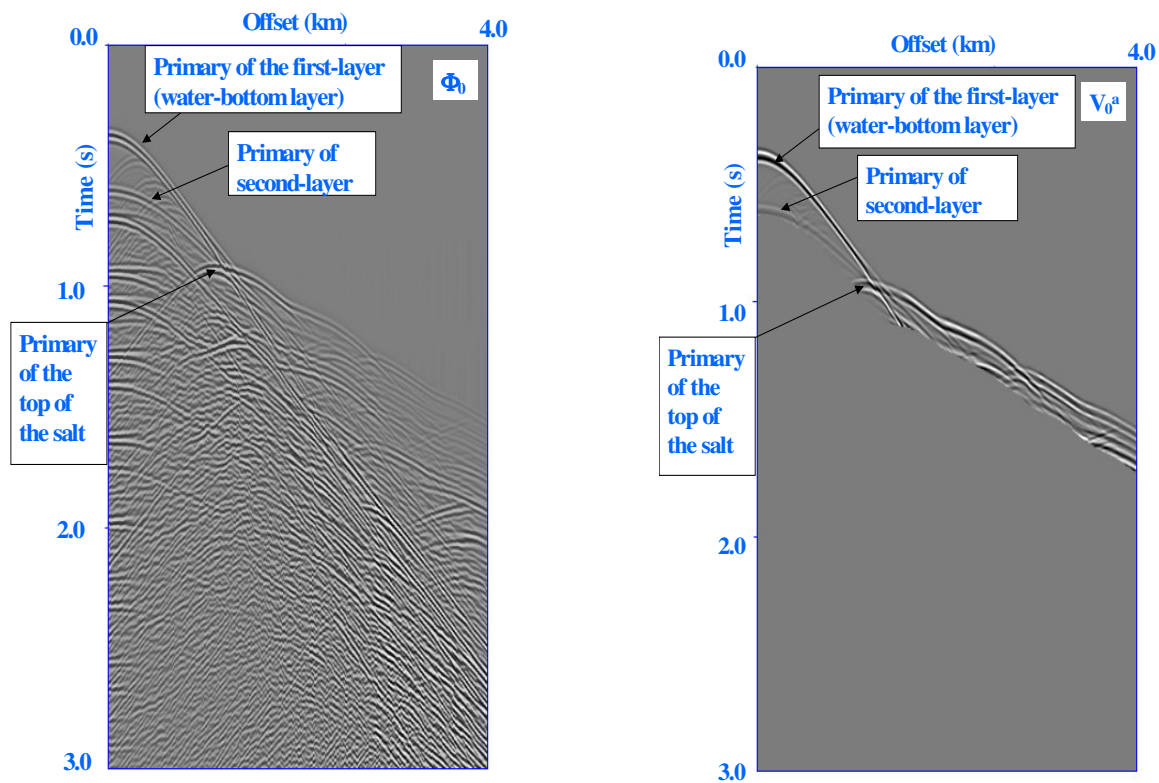 Offset (km)
0.0
4.0
Primary of the first-layer
(water-bottom layer)
Φ₀
Primary of
second-layer
Time (s)
1.0
Primary
of the
top of
the salt
2.0
3.0
Offset (km)
0.0
4.0
Primary of the first-layer
(water-bottom layer)
V₀ᵃ
Primary of
second-layer
Time (s)
1.0
Primary
of the
top of
the salt
2.0
3.0